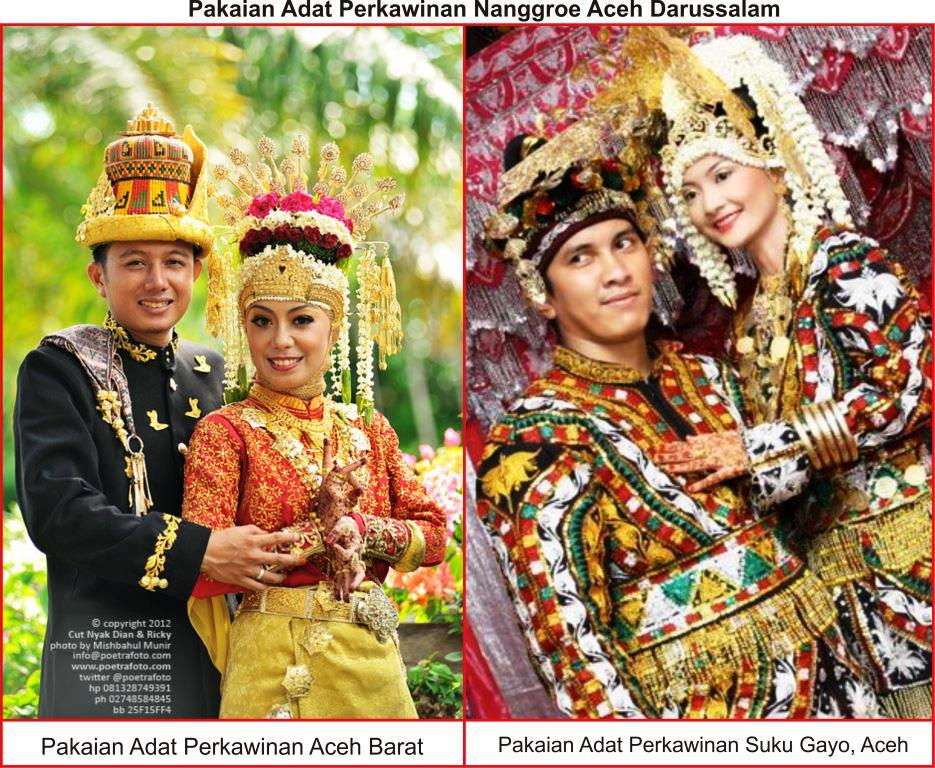 Pakaian Adat Perkawinan Nanggroe Aceh Darussalam
© copyright 2012
Cut Nyak Dian & Ricky
photo by Mishbahul Munir
info@poetrafoto.com
www.poetrafoto.com
twitter @poetrafoto
hp 081328749391
ph 02748584845
bb 25F15FF4
Pakaian Adat Perkawinan Aceh Barat
Pakaian Adat Perkawinan Suku Gayo, Aceh